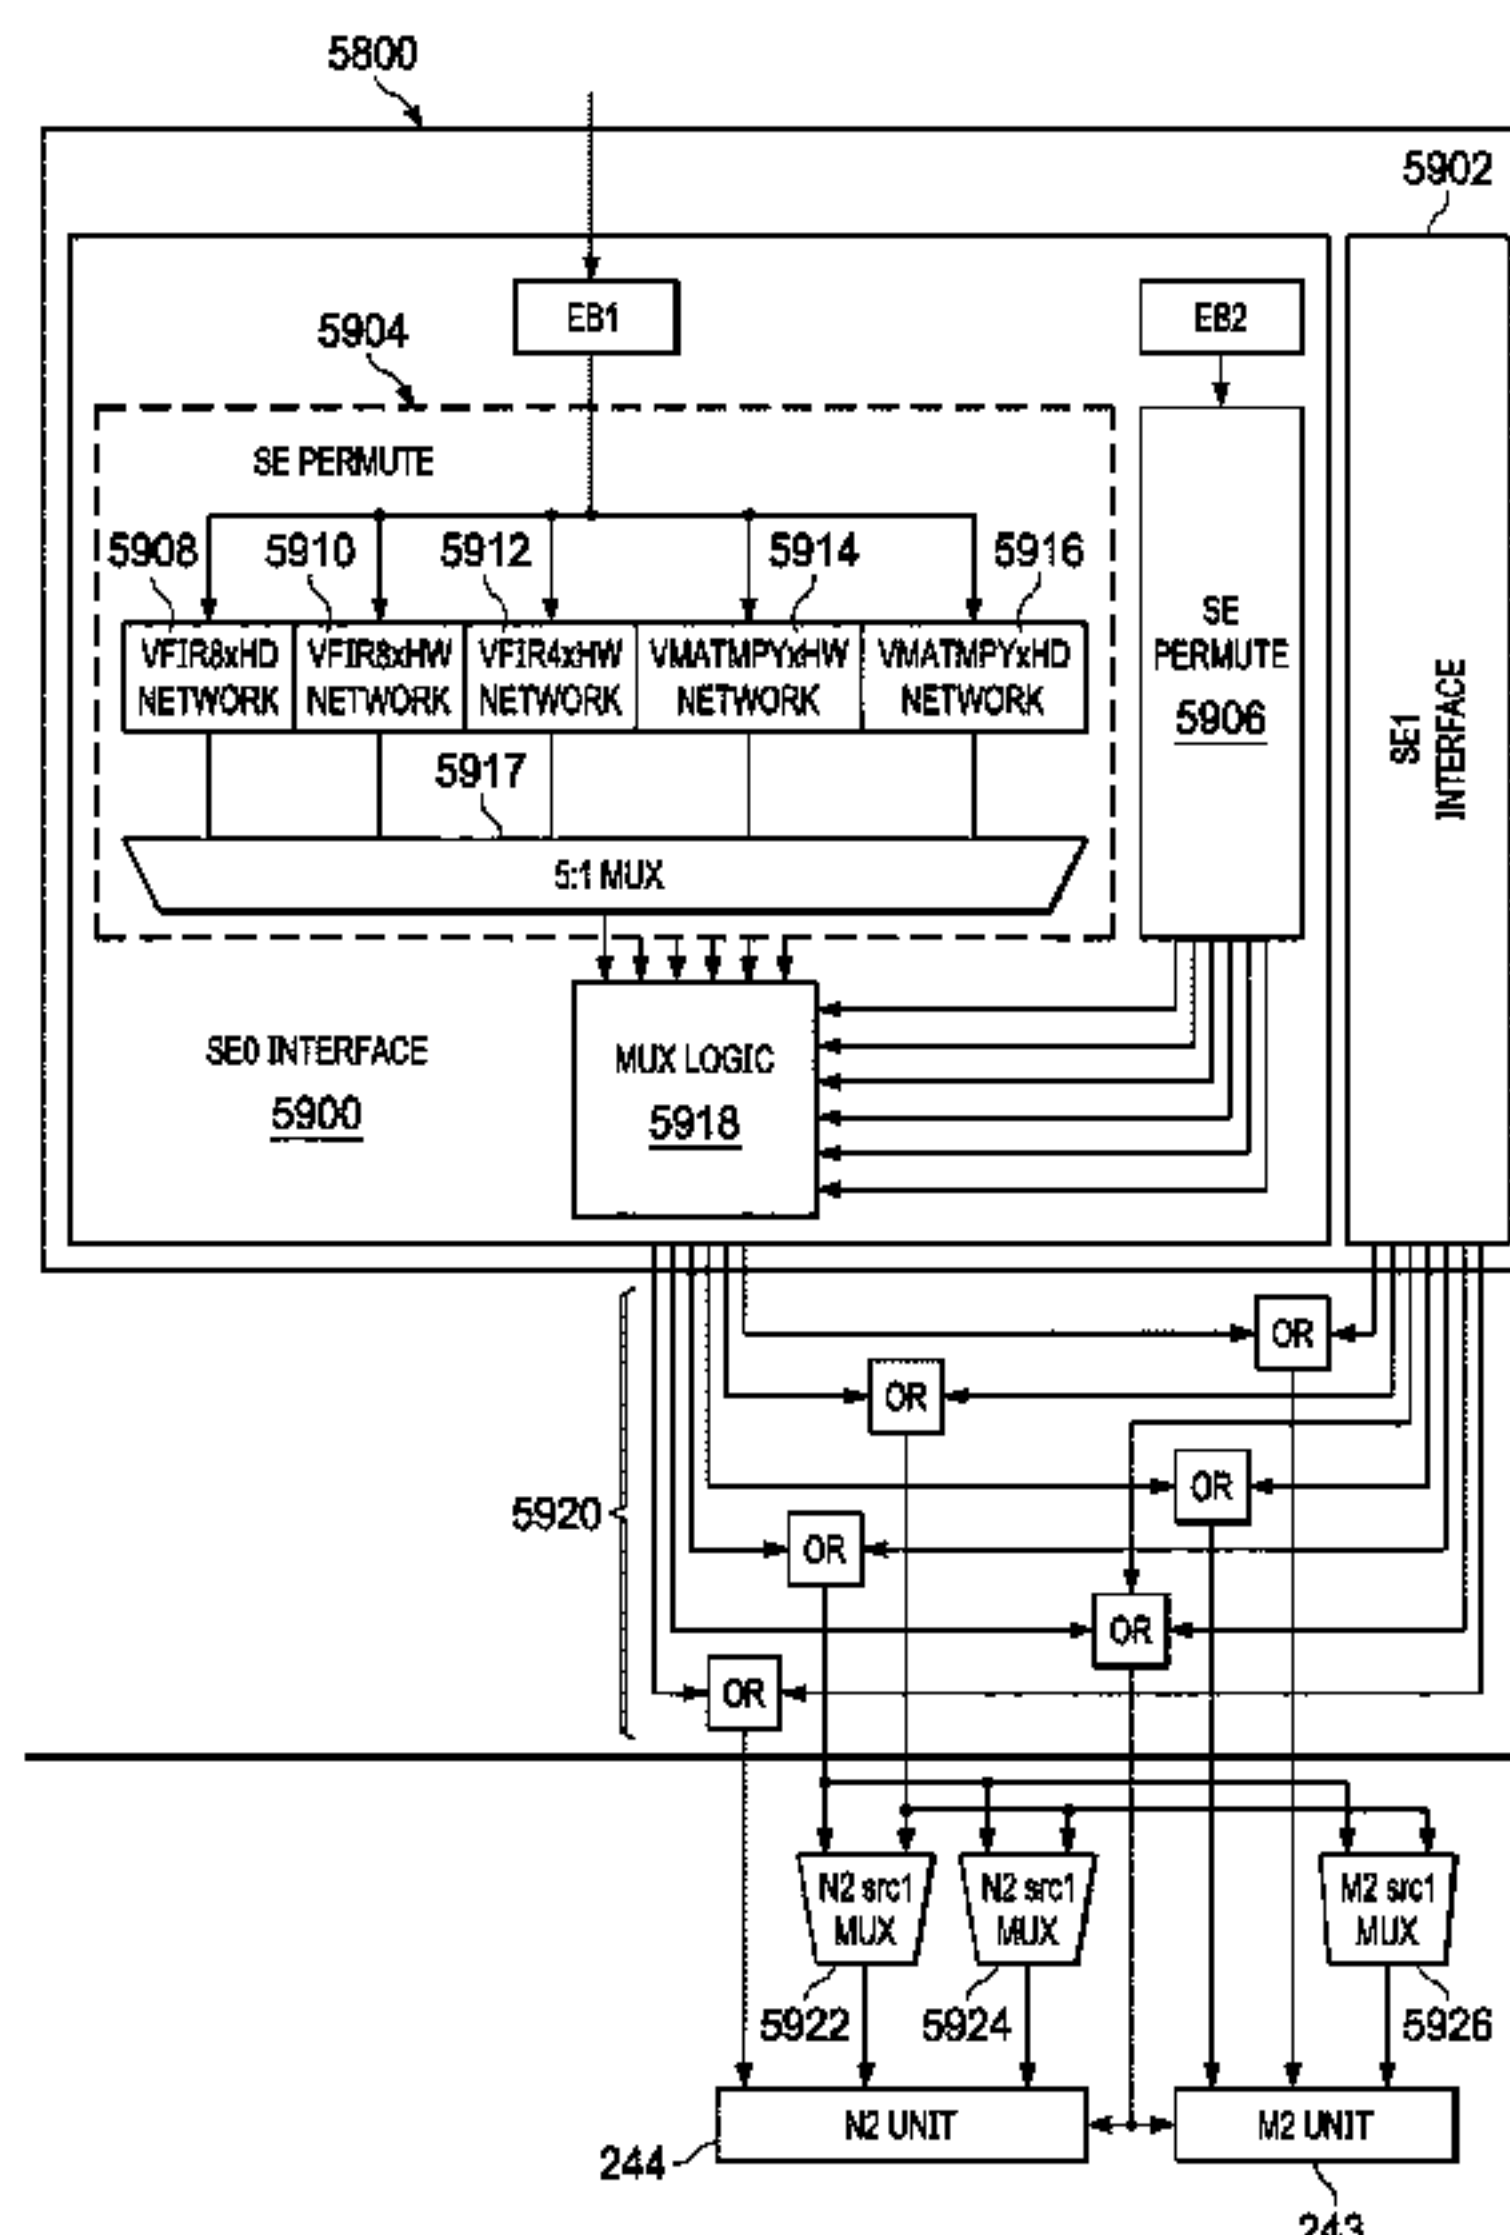 5800
5902
EB1
EB2
5904
SE PERMUTE
5908
5910
5912
5914
5916
VFIR8xHD
NETWORK
VFIR8xHW
NETWORK
VFIR4xHW
NETWORK
VMATMPYxHW
NETWORK
VMATMPYxHD
NETWORK
SE
PERMUTE
5906
SE1
INTERFACE
5917
5:1 MUX
SE0 INTERFACE
5900
MUX LOGIC
5918
OR
OR
OR
5920
OR
OR
OR
N2 src1
MUX
N2 src1
MUX
M2 src1
MUX
5922
5924
5926
N2 UNIT
M2 UNIT
244
243